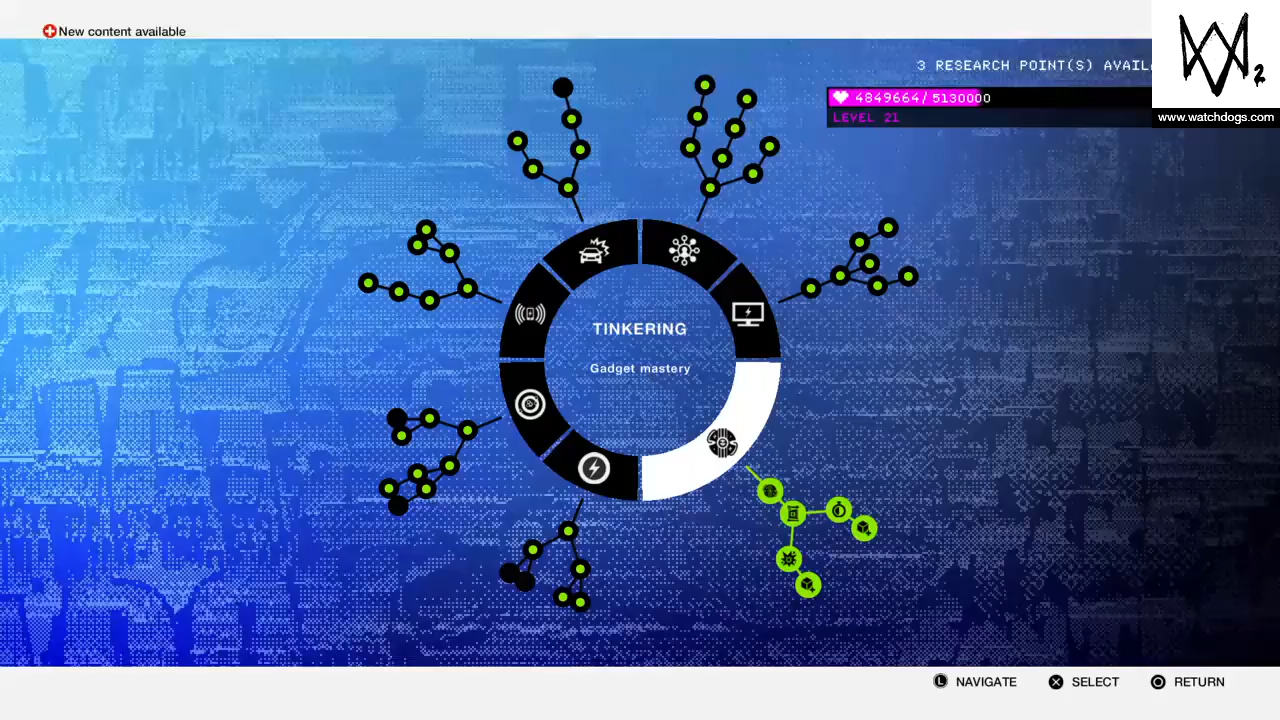 New content available
3 RESEARCH POINT(S) AVAIL
4849664/5130000
LEVEL 21
2
www.watchdogs.com
TINKERING
Gadget mastery
L NAVIGATE
SELECT
RETURN